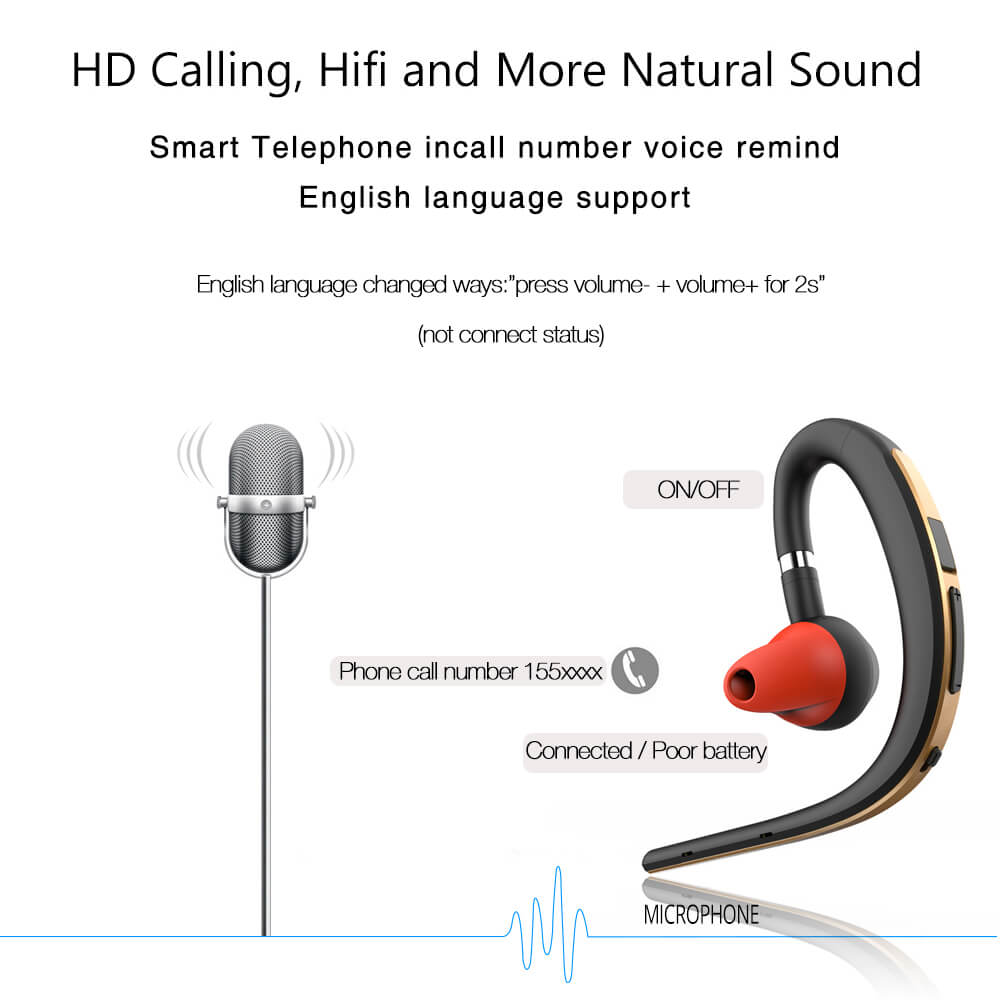 HD Calling, Hifi and More Natural Sound
Smart Telephone incall number voice remind
English language support
English language changed ways:"press volume- + volume+ for 2s"
(not connect status)
ON/OFF
Phone call number 155xxxx
Connected / Poor battery
MICROPHONE